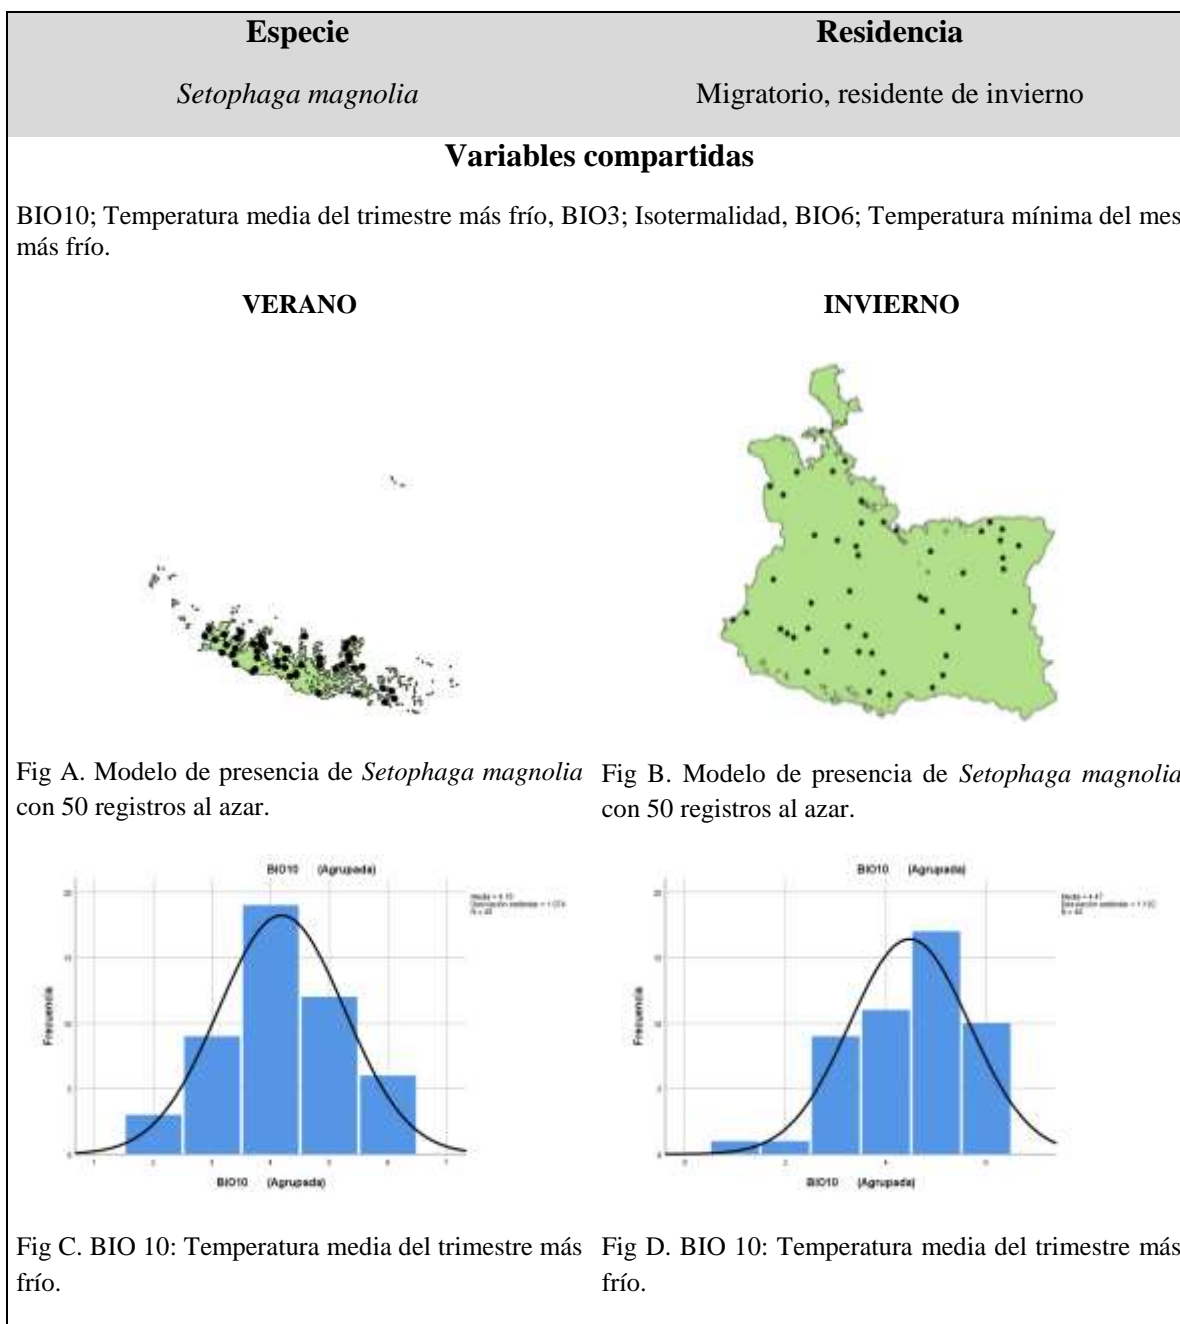 Especie
Residencia
Setophaga magnolia
Migratorio, residente de invierno
Variables compartidas
BIO10; Temperatura media del trimestre más frío, BIO3; Isotermalidad, BIO6; Temperatura mínima del mes
más frío.
VERANO
INVIERNO
Fig A. Modelo de presencia de Setophaga magnolia
con 50 registros al azar.
Fig B. Modelo de presencia de Setophaga magnolia
con 50 registros al azar.
BIO10 (Agrupada)
Frecuencia
BIO10 (Agrupada)
BIO10 (Agrupada)
Frecuencia
BIO10 (Agrupada)
Fig C. BIO 10: Temperatura media del trimestre más
frío.
Fig D. BIO 10: Temperatura media del trimestre más
frío.